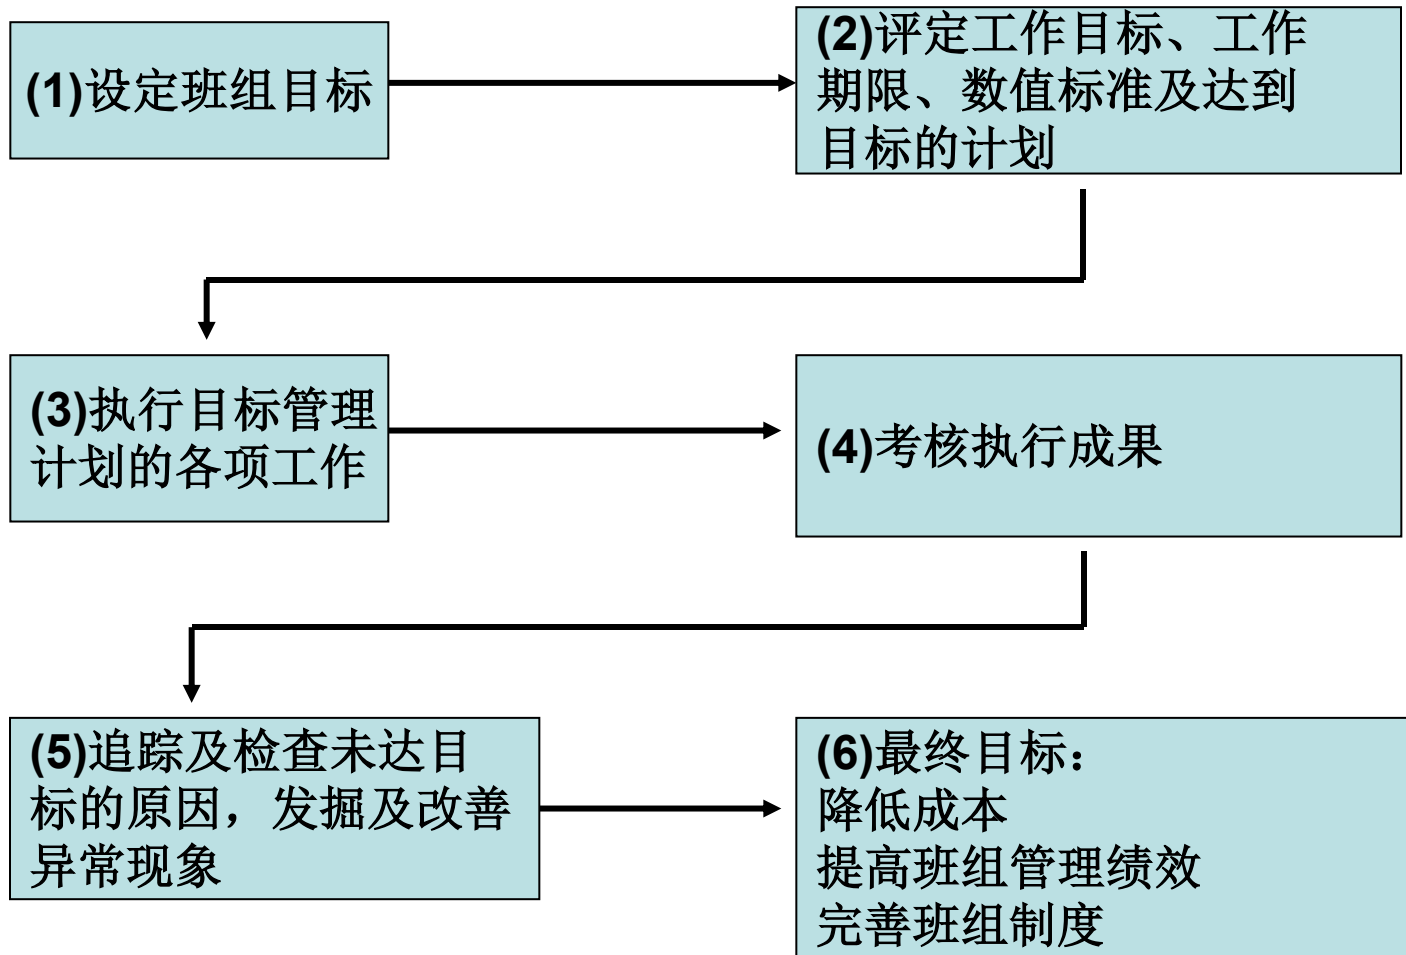 (1)设定班组目标
(2)评定工作目标、工作
期限、数值标准及达到
目标的计划
(3)执行目标管理
计划的各项工作
(4)考核执行成果
(5)追踪及检查未达目
标的原因，发掘及改善
异常现象
(6)最终目标：
降低成本
提高班组管理绩效
完善班组制度